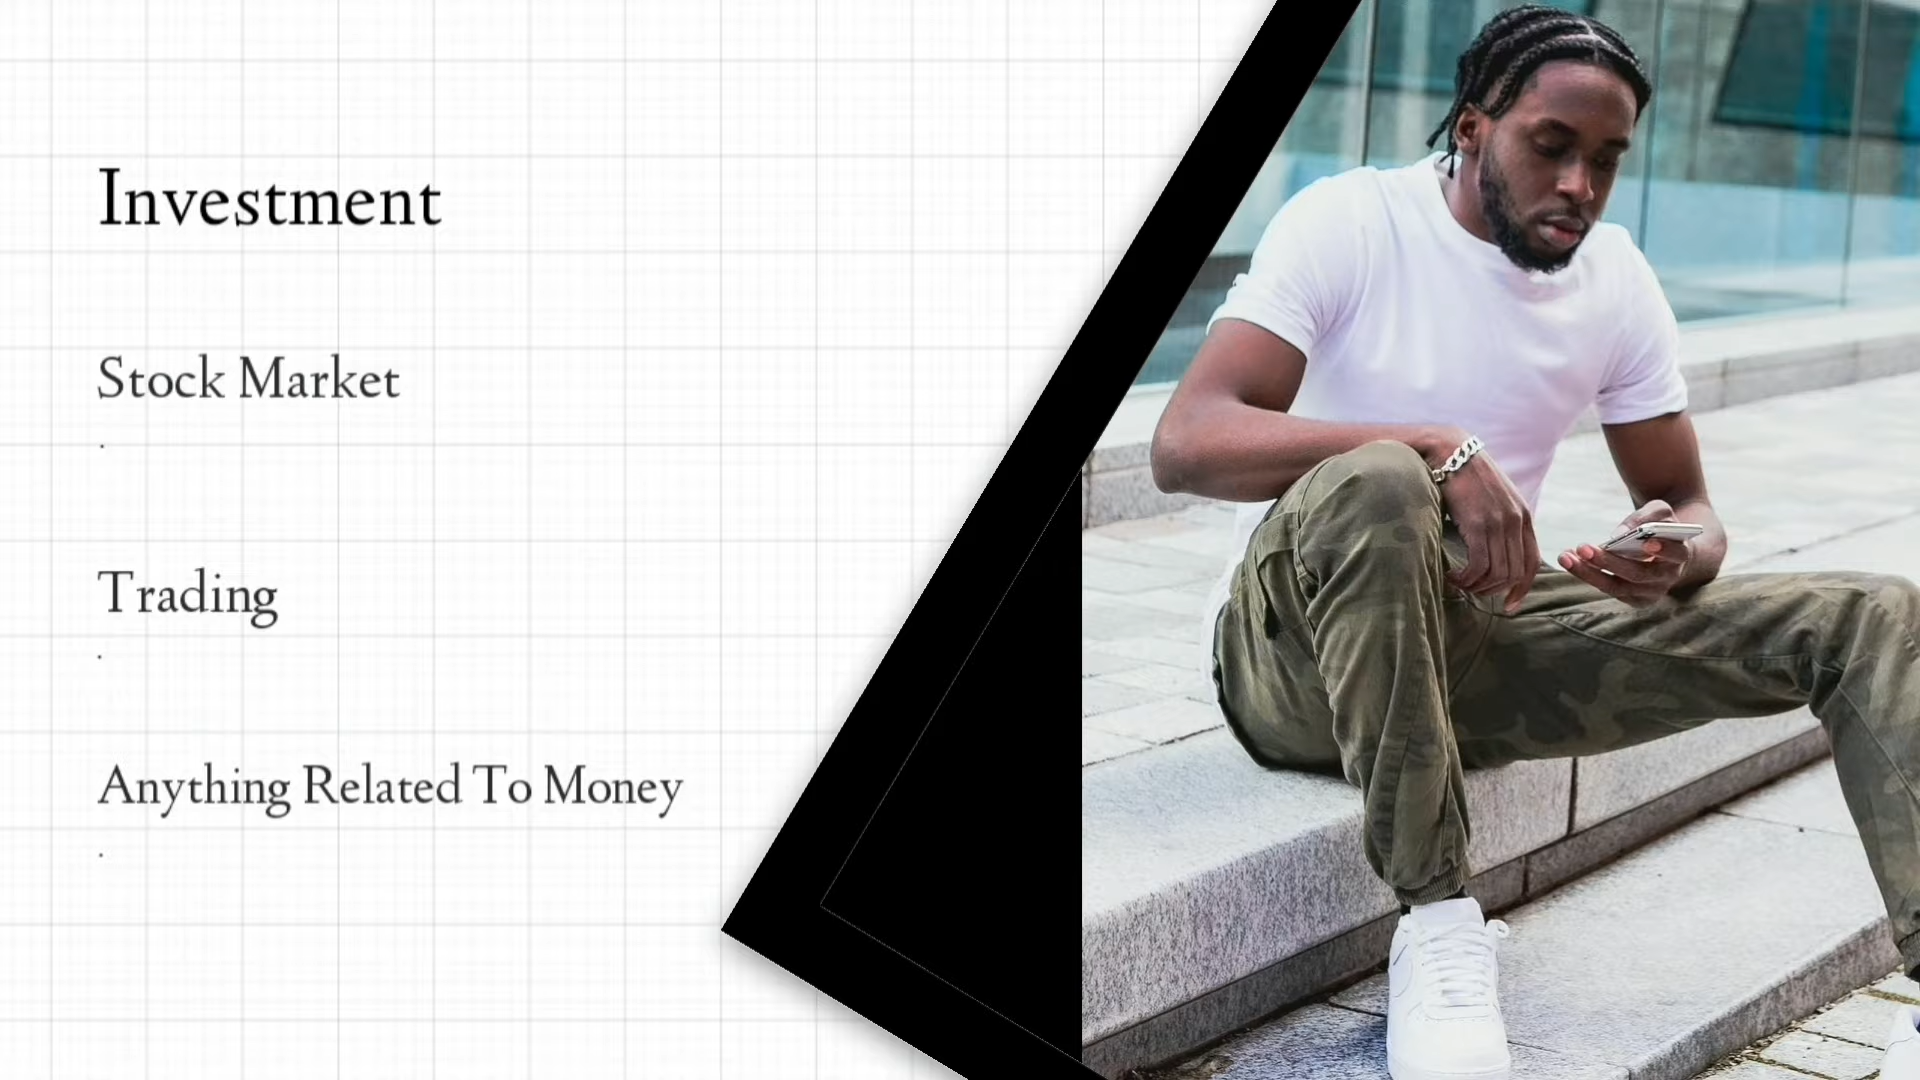 Investment
Stock Market
.
Trading
.
Anything Related To Money
.